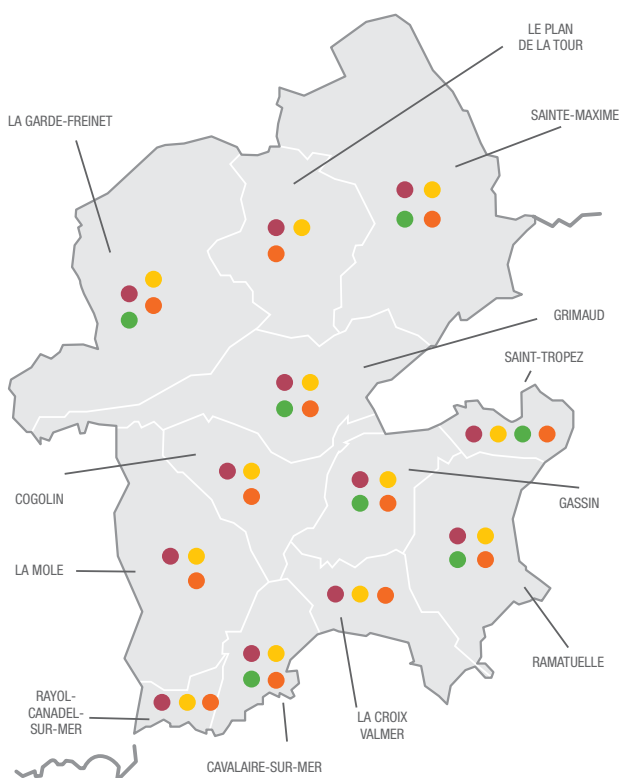 LE PLAN
DE LA TOUR
LA GARDE-FREINET
SAINTE-MAXIME
GRIMAUD
SAINT-TROPEZ
COGOLIN
GASSIN
LA MOLE
RAMATUELLE
RAYOL-
CANADEL-
SUR-MER
LA CROIX
VALMER
CAVALAIRE-SUR-MER